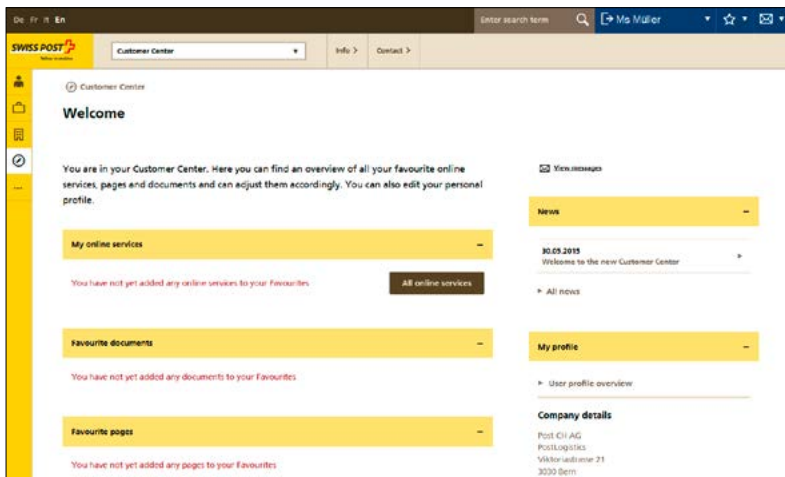 De Fr It En
Enter search term
Ms Müller
SWISS POST
Customer Center
Info >
Contact >
Customer Center
Welcome
You are in your Customer Center. Here you can find an overview of all your favourite online
services, pages and documents and can adjust them accordingly. You can also edit your personal
profile.
My online services
You have not yet added any online services to your Favourites
All online services
Favourite documents
You have not yet added any documents to your Favourites
Favourite pages
You have not yet added any pages to your Favourites
View messages
News
30.05.2015
Welcome to the new Customer Center
All news
My profile
User profile overview
Company details
Post CH AG
PostLogistics
Viktoriastrasse 21
3030 Bern